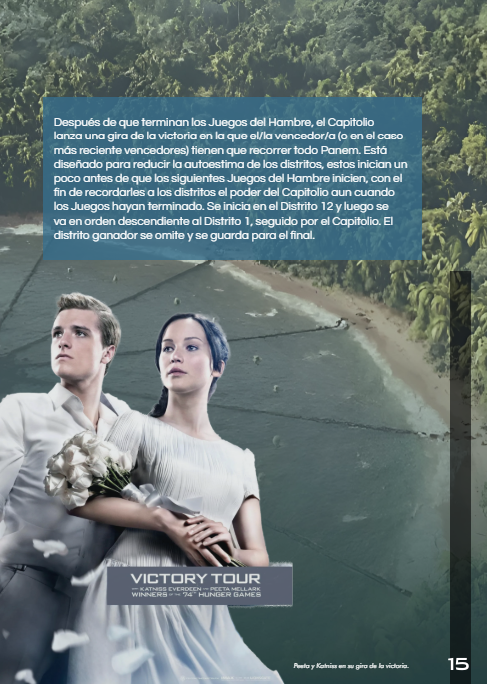 Después de que terminan los Juegos del Hambre, el Capitolio
lanza una gira de la victoria en la que el/la vencedor/a (o en el caso
más reciente vencedores) tienen que recorrer todo Panem. Está
diseñado para reducir la autoestima de los distritos, estos inician un
poco antes de que los siguientes Juegos del Hambre inicien, con el
fin de recordarles a los distritos el poder del Capitolio aun cuando
los Juegos hayan terminado. Se inicia en el Distrito 12 y luego se
va en orden descendiente al Distrito 1, seguido por el Capitolio. El
distrito ganador se omite y se guarda para el final.
VICTORY TOUR
KATNISS EVERDEEN PEETA MELLARK
WINNERS OF THE 74TH HUNGER GAMES
Peeta y Katniss en su gira de la victoria.
15